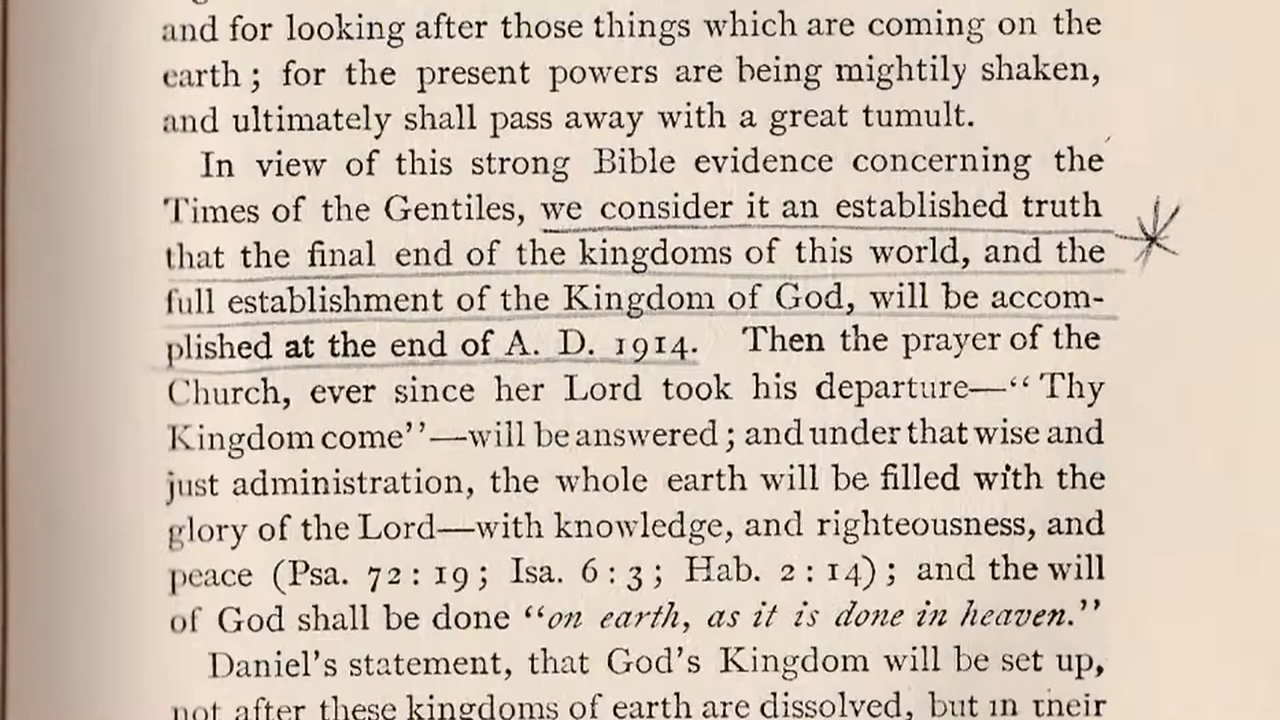 and for looking after those things which are coming on the
earth ; for the present powers are being mightily shaken,
and ultimately shall pass away with a great tumult.
In view of this strong Bible evidence concerning the
Times of the Gentiles, we consider it an established truth
that the final end of the kingdoms of this world, and the
full establishment of the Kingdom of God, will be accom-
plished at the end of A. D. 1914. Then the prayer of the
Church, ever since her Lord took his departure—“ Thy
Kingdom come’’—will be answered ; and under that wise and
just administration, the whole earth will be filled with the
glory of the Lord—with knowledge, and righteousness, and
peace (Psa. 72 : 19 ; Isa. 6 : 3 ; Hab. 2 : 14) ; and the will
of God shall be done “on earth, as it is done in heaven.’’
Daniel's statement, that God's Kingdom will be set up,
not after these kingdoms of earth are dissolved, but in their